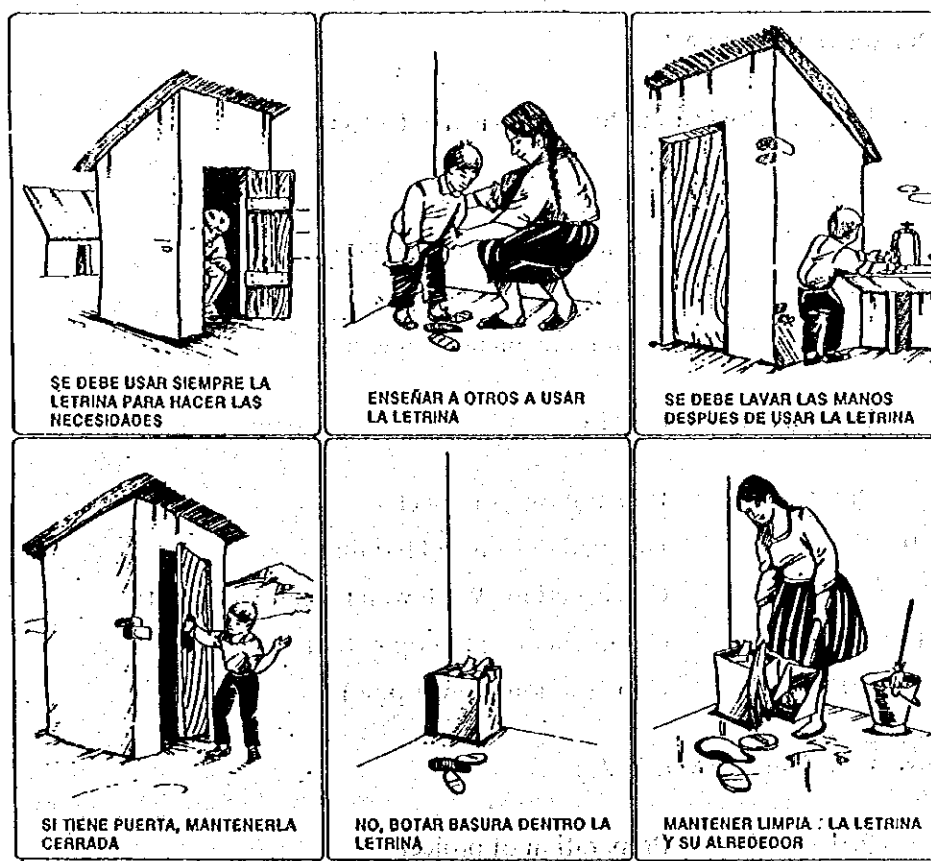 SE DEBE USAR SIEMPRE LA
LETRINA PARA HACER LAS
NECESIDADES
ENSEÑAR A OTROS A USAR
LA LETRINA
SE DEBE LAVAR LAS MANOS
DESPUES DE USAR LA LETRINA
SI TIENE PUERTA, MANTENERLA
CERRADA
NO, BOTAR BASURA DENTRO LA
LETRINA
MANTENER LIMPIA : LA LETRINA
Y SU ALREDEDOR